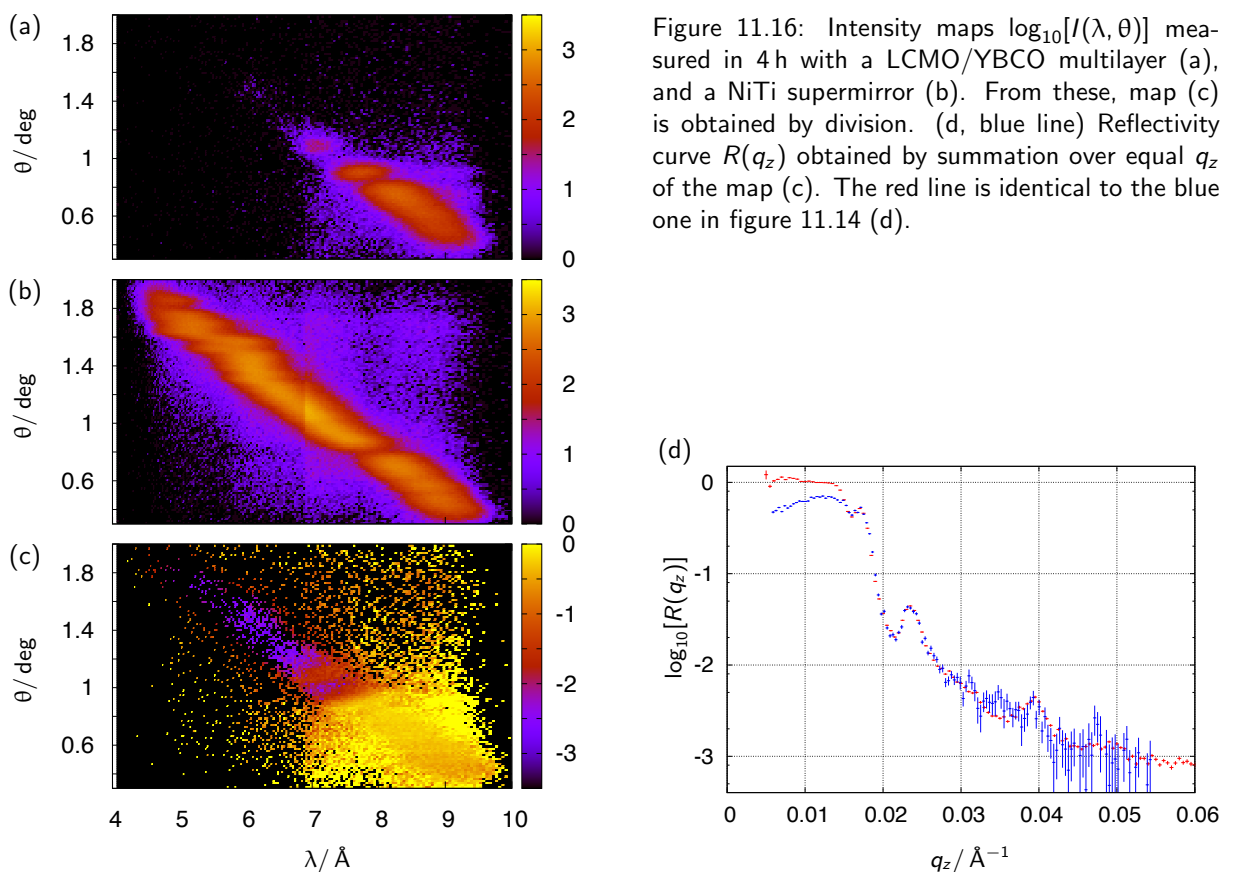 (a)
1.8
1.4
1
0.6
θ/ deg
3
2
1
0
Figure 11.16: Intensity maps log₁₀[I(λ, θ)] mea-
sured in 4 h with a LCMO/YBCO multilayer (a),
and a NiTi supermirror (b). From these, map (c)
is obtained by division. (d, blue line) Reflectivity
curve R(q_z) obtained by summation over equal q_z
of the map (c). The red line is identical to the blue
one in figure 11.14 (d).
(b)
1.8
1.4
1
0.6
θ/ deg
3
2
1
0
(c)
1.8
1.4
1
0.6
θ/ deg
0
-1
-2
-3
4 5 6 7 8 9 10
λ/ Å
(d)
0
-1
-2
-3
log₁₀[R(q_z)]
0 0.01 0.02 0.03 0.04 0.05 0.06
q_z/ Å⁻¹